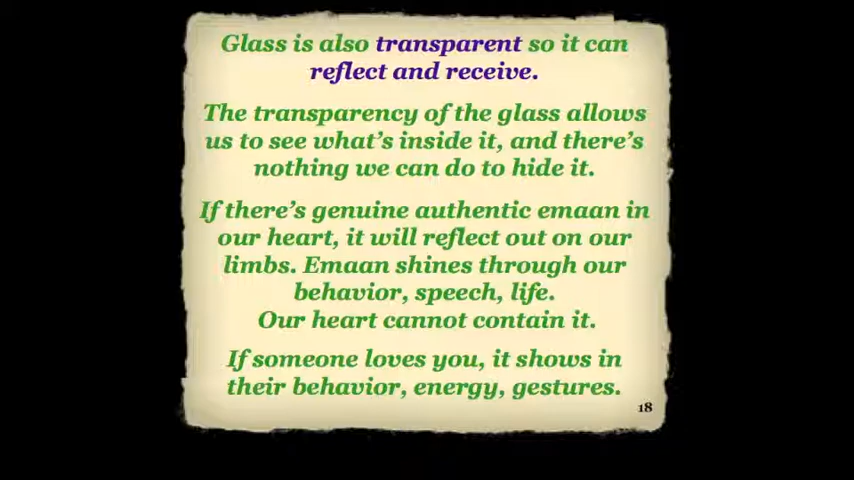 Glass is also transparent so it can
reflect and receive.
The transparency of the glass allows
us to see what's inside it, and there's
nothing we can do to hide it.
If there's genuine authentic emaan in
our heart, it will reflect out on our
limbs. Emaan shines through our
behavior, speech, life.
Our heart cannot contain it.
If someone loves you, it shows in
their behavior, energy, gestures.
18